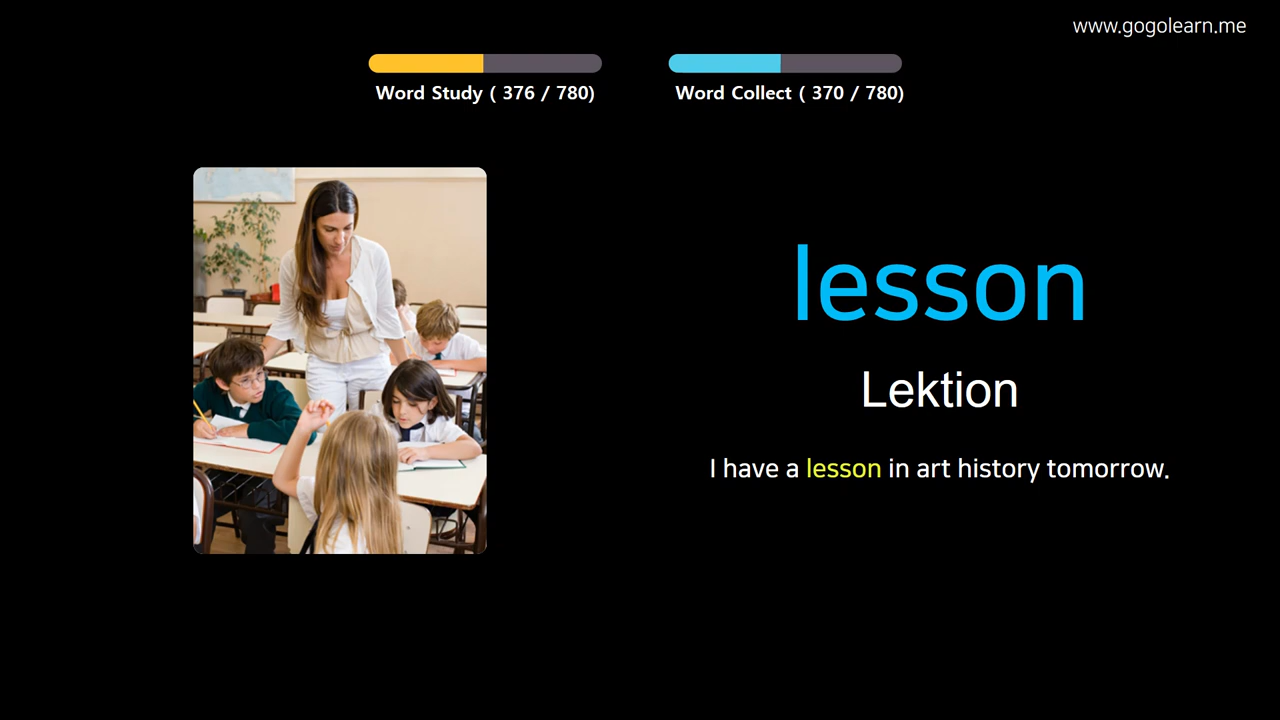 www.gogolearn.me
Word Study ( 376 / 780)
Word Collect ( 370 / 780)
lesson
Lektion
I have a lesson in art history tomorrow.